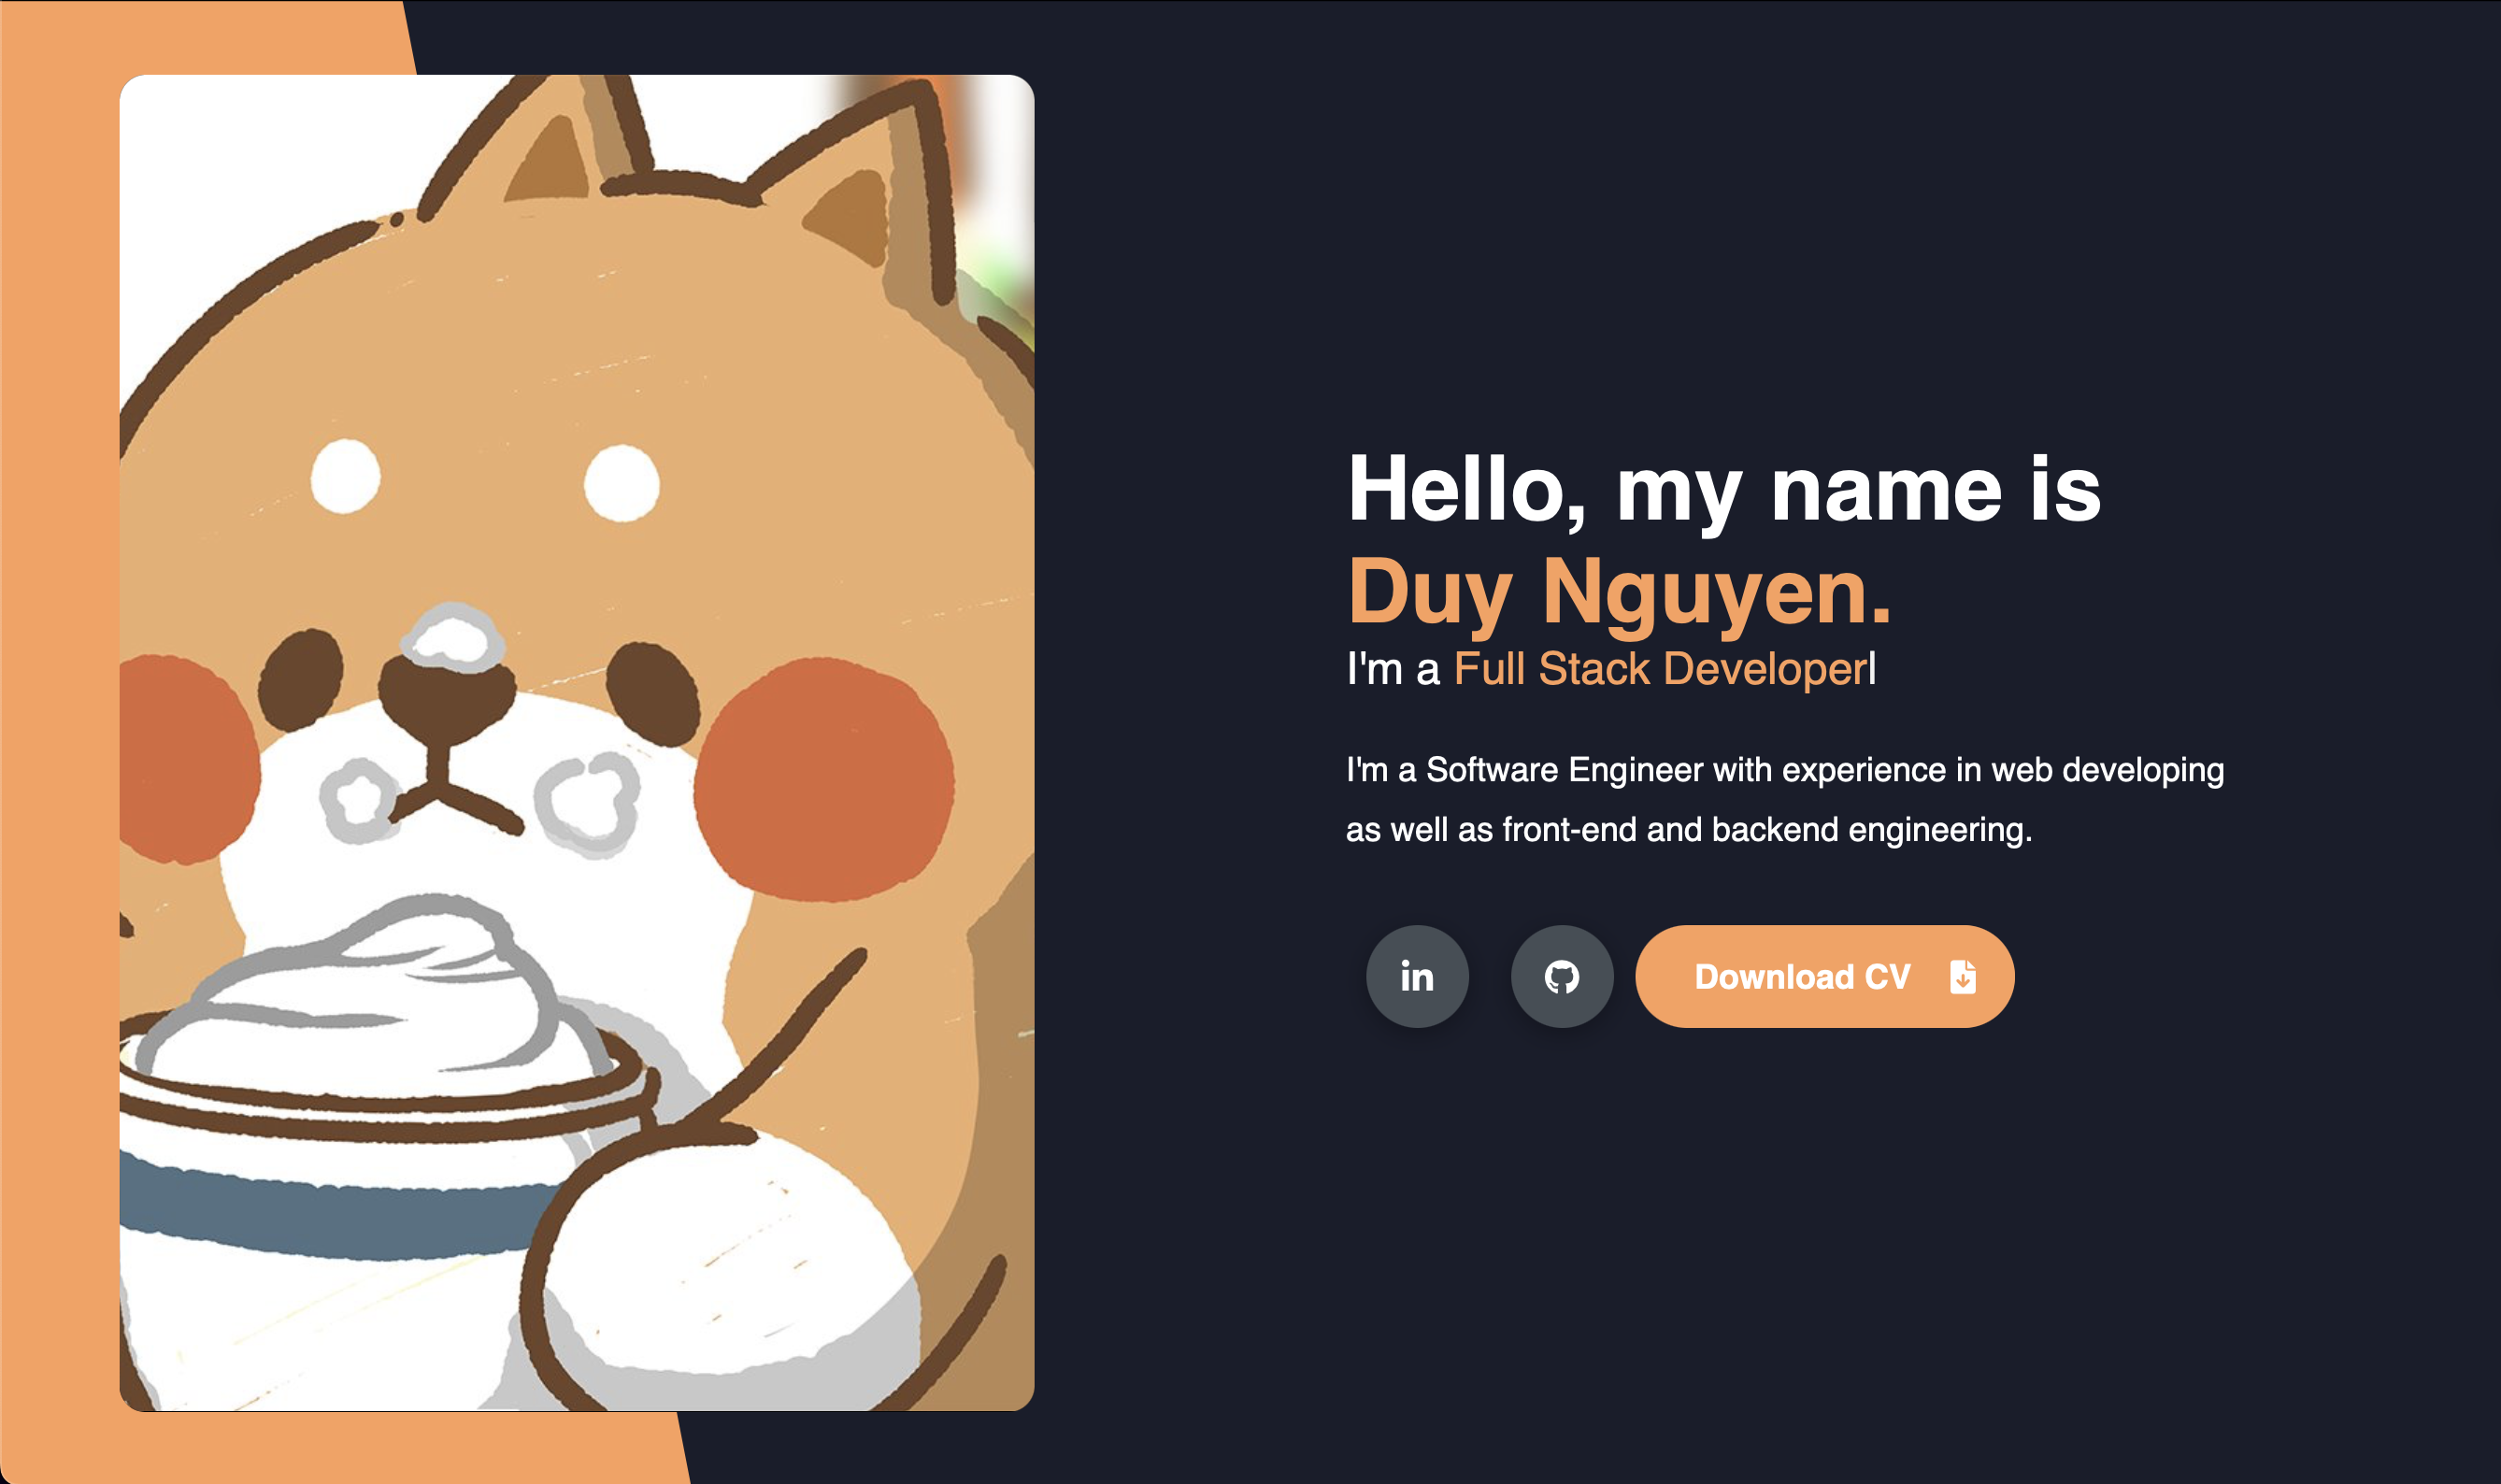 Hello, my name is
Duy Nguyen.
I'm a Full Stack Developer
I'm a Software Engineer with experience in web developing
as well as front-end and backend engineering.
in
Download CV